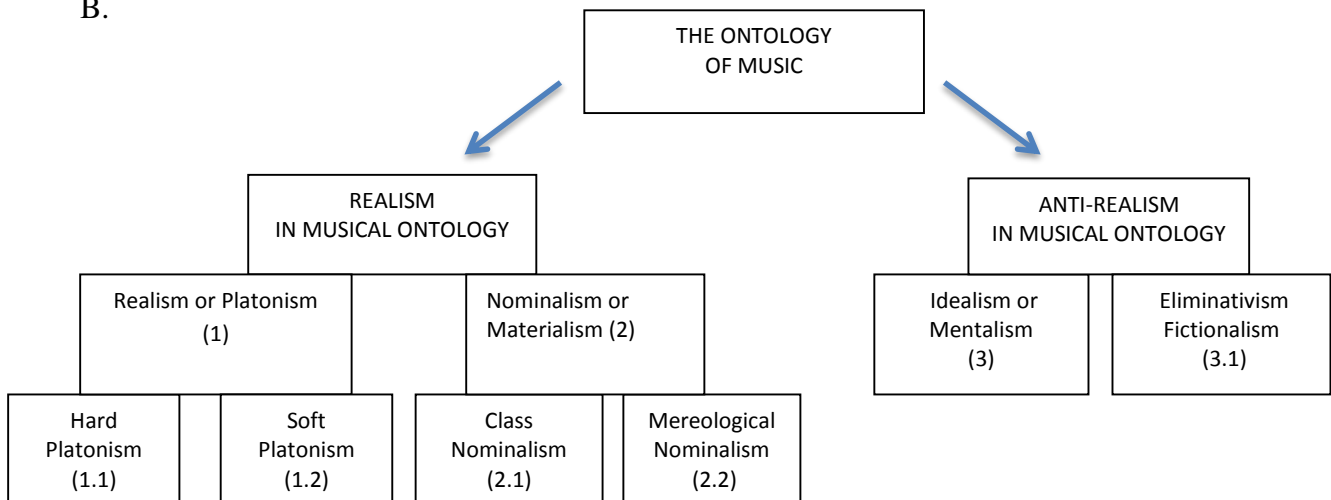 B.
THE ONTOLOGY
OF MUSIC
REALISM
IN MUSICAL ONTOLOGY
ANTI-REALISM
IN MUSICAL ONTOLOGY
Realism or Platonism
(1)
Nominalism or
Materialism (2)
Idealism or
Mentalism
(3)
Eliminativism
Fictionalism
(3.1)
Hard
Platonism
(1.1)
Soft
Platonism
(1.2)
Class
Nominalism
(2.1)
Mereological
Nominalism
(2.2)